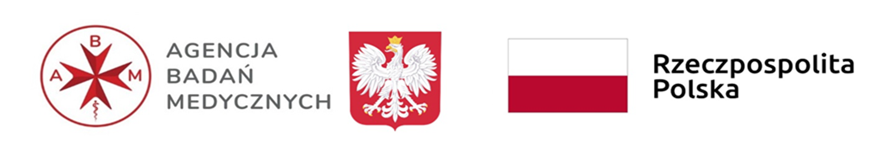 A B M
AGENCJA
BADAŃ
MEDYCZNYCH
Rzeczpospolita
Polska